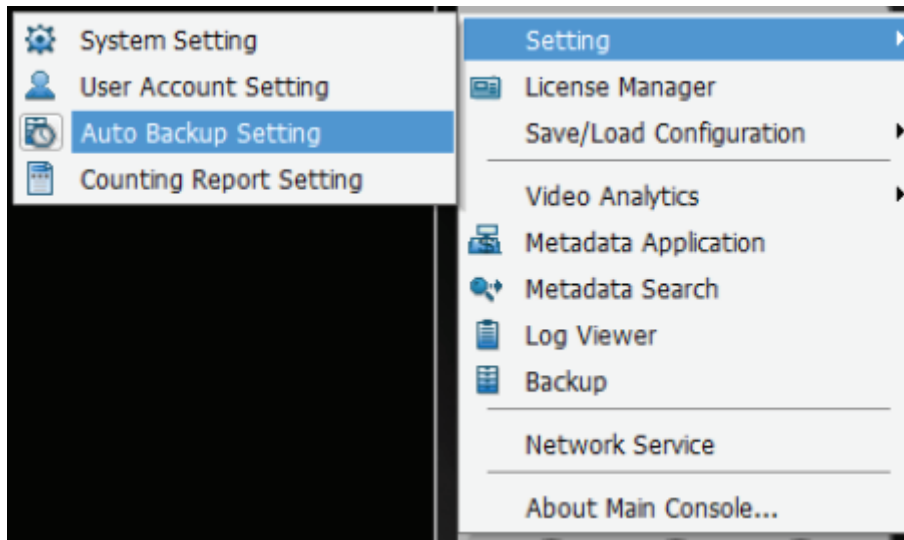 System Setting
User Account Setting
Auto Backup Setting
Counting Report Setting
Setting
License Manager
Save/Load Configuration
Video Analytics
Metadata Application
Metadata Search
Log Viewer
Backup
Network Service
About Main Console...